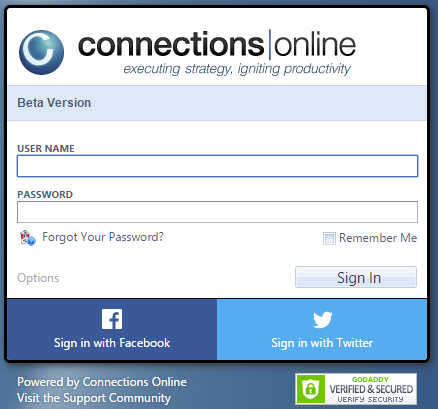 connections|online
executing strategy, igniting productivity
Beta Version
USER NAME
PASSWORD
Forgot Your Password?
Remember Me
Options
Sign In
Sign in with Facebook
Sign in with Twitter
Powered by Connections Online
Visit the Support Community
GODADDY
VERIFIED & SECURED
VERIFY SECURITY